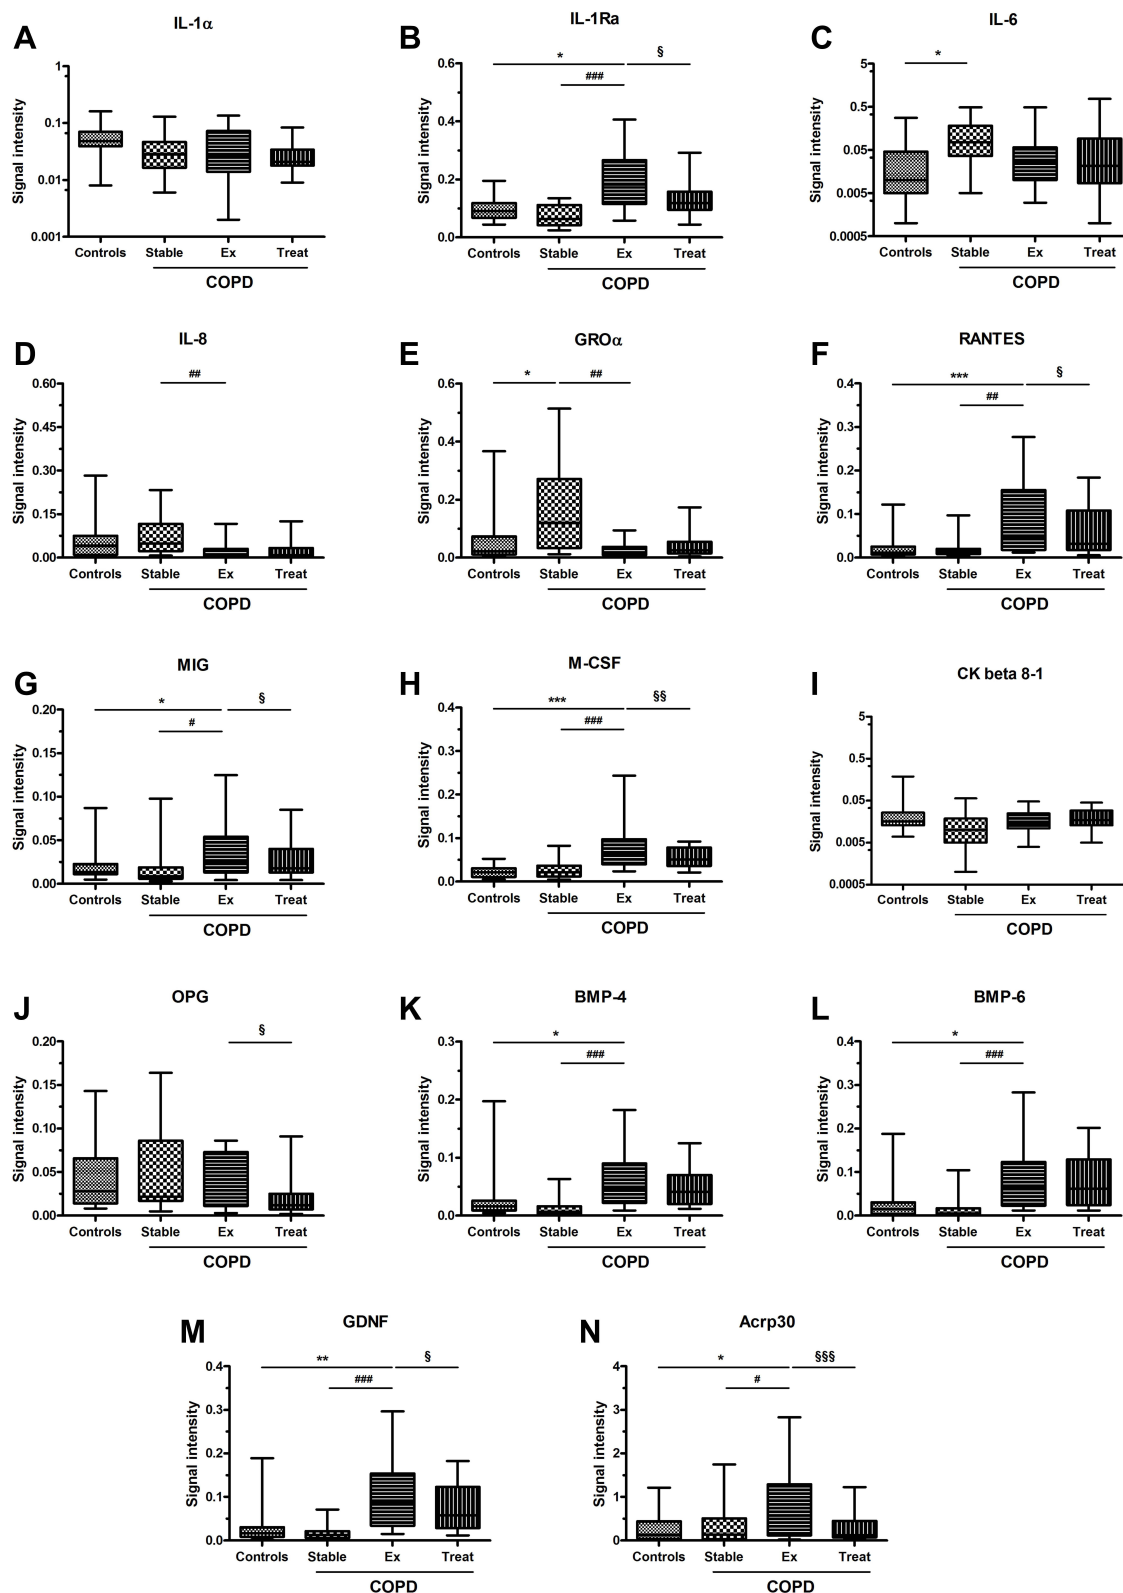 A
IL-1α
Signal intensity
1
0.1
0.01
0.001
Controls Stable Ex Treat
COPD
B
IL-1Ra
* §
###
Signal intensity
0.6
0.4
0.2
0.0
Controls Stable Ex Treat
COPD
C
IL-6
*
Signal intensity
5
0.5
0.05
0.005
0.0005
Controls Stable Ex Treat
COPD
D
IL-8
##
Signal intensity
0.60
0.45
0.30
0.15
0.00
Controls Stable Ex Treat
COPD
E
GROα
* ##
Signal intensity
0.6
0.4
0.2
0.0
Controls Stable Ex Treat
COPD
F
RANTES
*** §
##
Signal intensity
0.4
0.3
0.2
0.1
0.0
Controls Stable Ex Treat
COPD
G
MIG
* §
#
Signal intensity
0.20
0.15
0.10
0.05
0.00
Controls Stable Ex Treat
COPD
H
M-CSF
*** §§
###
Signal intensity
0.4
0.3
0.2
0.1
0.0
Controls Stable Ex Treat
COPD
I
CK beta 8-1
Signal intensity
5
0.5
0.05
0.005
0.0005
Controls Stable Ex Treat
COPD
J
OPG
§
Signal intensity
0.20
0.15
0.10
0.05
0.00
Controls Stable Ex Treat
COPD
K
BMP-4
*
###
Signal intensity
0.3
0.2
0.1
0.0
Controls Stable Ex Treat
COPD
L
BMP-6
*
###
Signal intensity
0.4
0.3
0.2
0.1
0.0
Controls Stable Ex Treat
COPD
M
GDNF
** §
###
Signal intensity
0.4
0.3
0.2
0.1
0.0
Controls Stable Ex Treat
COPD
N
Acrp30
* §§§
#
Signal intensity
4
3
2
1
0
Controls Stable Ex Treat
COPD